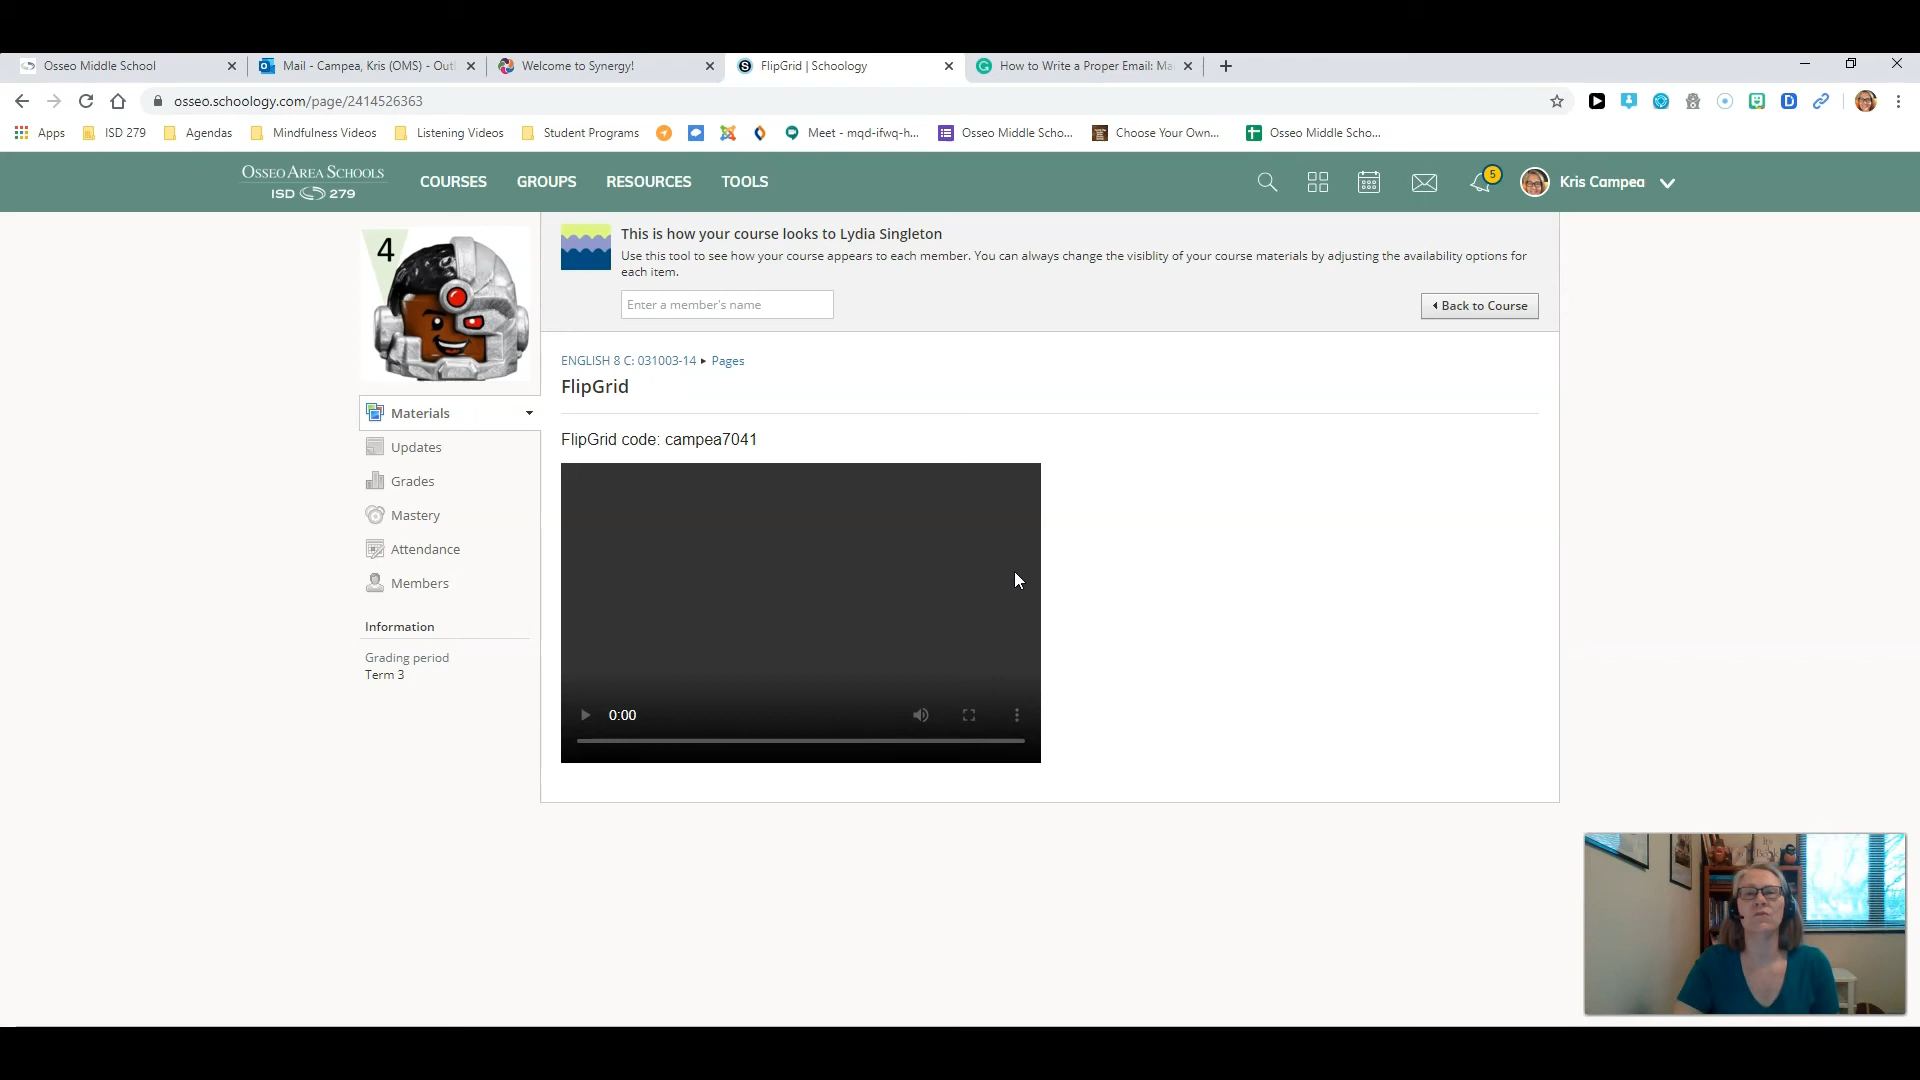 Osseo Middle School
Mail - Campea, Kris (OMS) - Out
Welcome to Synergy!
FlipGrid | Schoology
How to Write a Proper Email: Ma
osseo.schoology.com/page/2414526363
Apps
ISD 279
Agendas
Mindfulness Videos
Listening Videos
Student Programs
Meet - mqd-ifwq-h...
Osseo Middle Scho...
Choose Your Own...
Osseo Middle Scho...
OSSEO AREA SCHOOLS
ISD 279
COURSES
GROUPS
RESOURCES
TOOLS
5
Kris Campea
4
This is how your course looks to Lydia Singleton
Use this tool to see how your course appears to each member. You can always change the visiblity of your course materials by adjusting the availability options for
each item.
Enter a member's name
Back to Course
ENGLISH 8 C: 031003-14 ▸ Pages
FlipGrid
Materials
Updates
Grades
Mastery
Attendance
Members
Information
Grading period
Term 3
FlipGrid code: campea7041
0:00